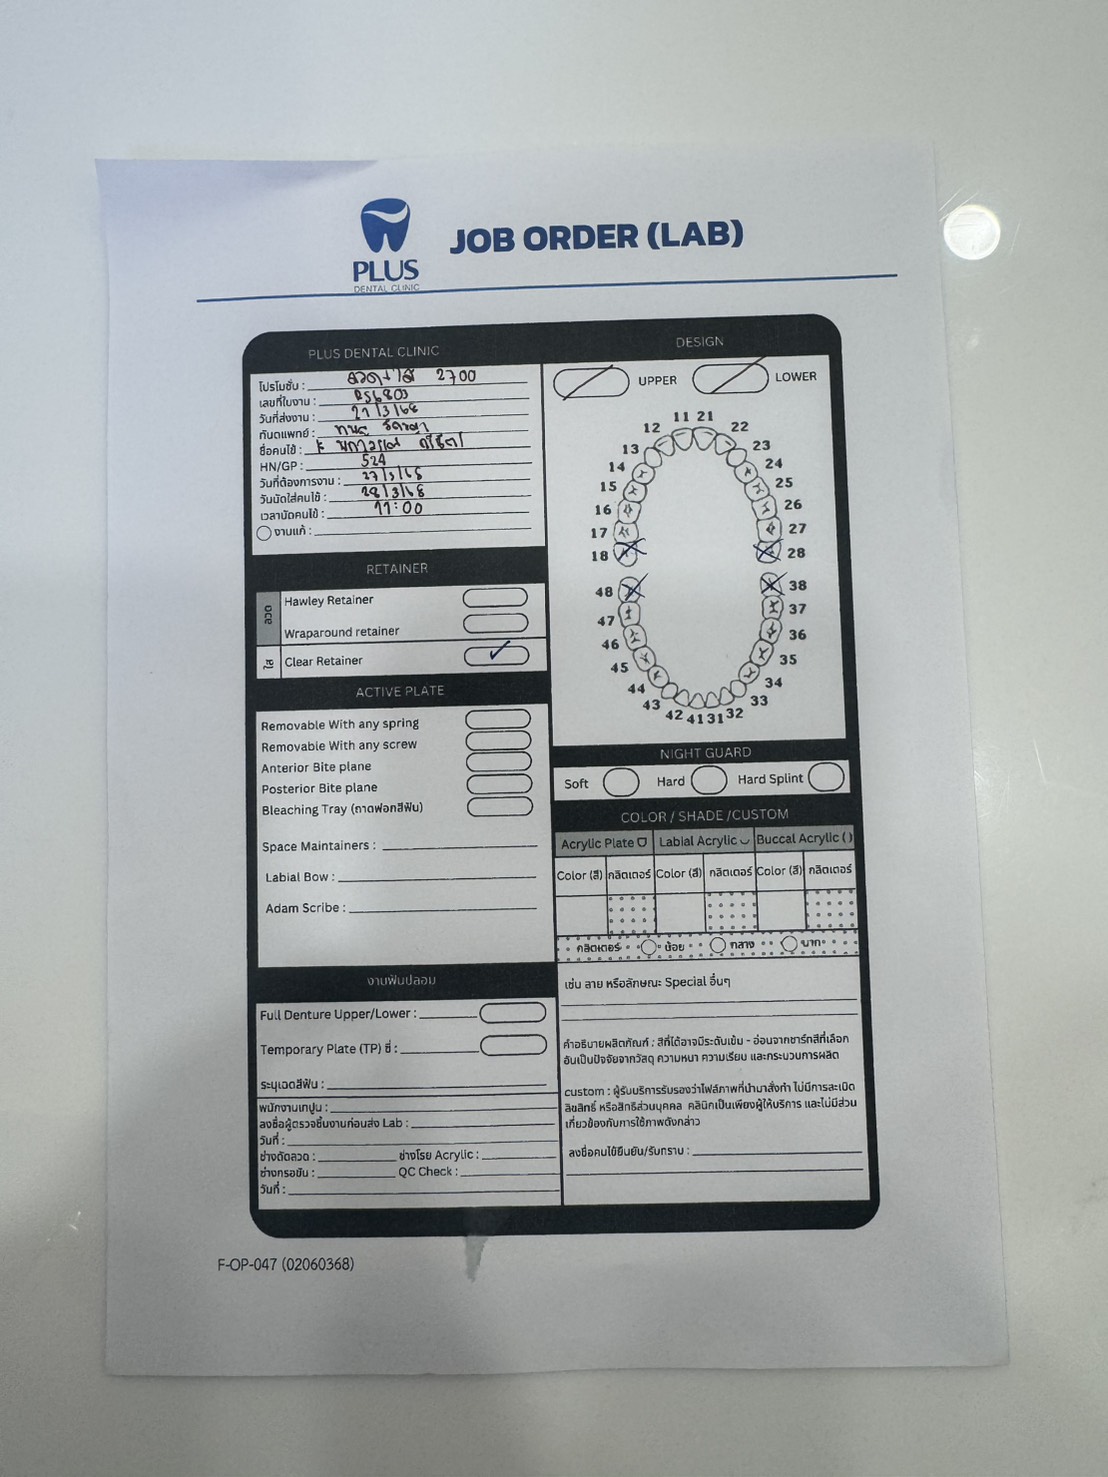 PLUS
DENTAL CLINIC
JOB ORDER (LAB)
PLUS DENTAL CLINIC
โปรโมชั่น : ลวด+ใส 2700
เลขที่ใบงาน : RS6803
วันที่ส่งงาน : 21/3/68
ทันตแพทย์ :
ชื่อคนไข้ :
HN/GP : 524
วันที่ต้องการงาน : 27/3/68
วันนัดใส่คนไข้ : 28/3/68
เวลานัดคนไข้ : 11:00
งานแก้ :
RETAINER
ลวด
Hawley Retainer
Wraparound retainer
ใส
Clear Retainer ✓
ACTIVE PLATE
Removable With any spring
Removable With any screw
Anterior Bite plane
Posterior Bite plane
Bleaching Tray (ถาดฟอกสีฟัน)
Space Maintainers :
Labial Bow :
Adam Scribe :
งานฟันปลอม
Full Denture Upper/Lower :
Temporary Plate (TP) ซี่ :
ระบุเฉดสีฟัน :
พนักงานเทปูน :
ลงชื่อผู้ตรวจชิ้นงานก่อนส่ง Lab :
วันที่ :
ช่างดัดลวด : ช่างโรย Acrylic :
ช่างกรอขัด : QC Check :
วันที่ :
DESIGN
UPPER LOWER
11 21
12 22
13 23
14 24
15 25
16 26
17 27
18 28
48 38
47 37
46 36
45 35
44 34
43 33
42 41 31 32
NIGHT GUARD
Soft Hard Hard Splint
COLOR / SHADE /CUSTOM
Acrylic Plate Labial Acrylic Buccal Acrylic ( )
Color (สี) กลิตเตอร์ Color (สี) กลิตเตอร์ Color (สี) กลิตเตอร์
กลิตเตอร์ น้อย กลาง มาก
เช่น ลาย หรือลักษณะ Special อื่นๆ
คำอธิบายผลิตภัณฑ์ : สีที่ได้อาจมีระดับเข้ม - อ่อนจากชาร์ทสีที่เลือก
อันเป็นปัจจัยจากวัสดุ ความหนา ความเรียบ และกระบวนการผลิต
custom : ผู้รับบริการรับรองว่าไฟล์ภาพที่นำมาสั่งทำ ไม่มีการละเมิด
ลิขสิทธิ์ หรือสิทธิส่วนบุคคล คลินิกเป็นเพียงผู้ให้บริการ และไม่มีส่วน
เกี่ยวข้องกับการใช้ภาพดังกล่าว
ลงชื่อคนไข้ยืนยัน/รับทราบ :
F-OP-047 (02060368)